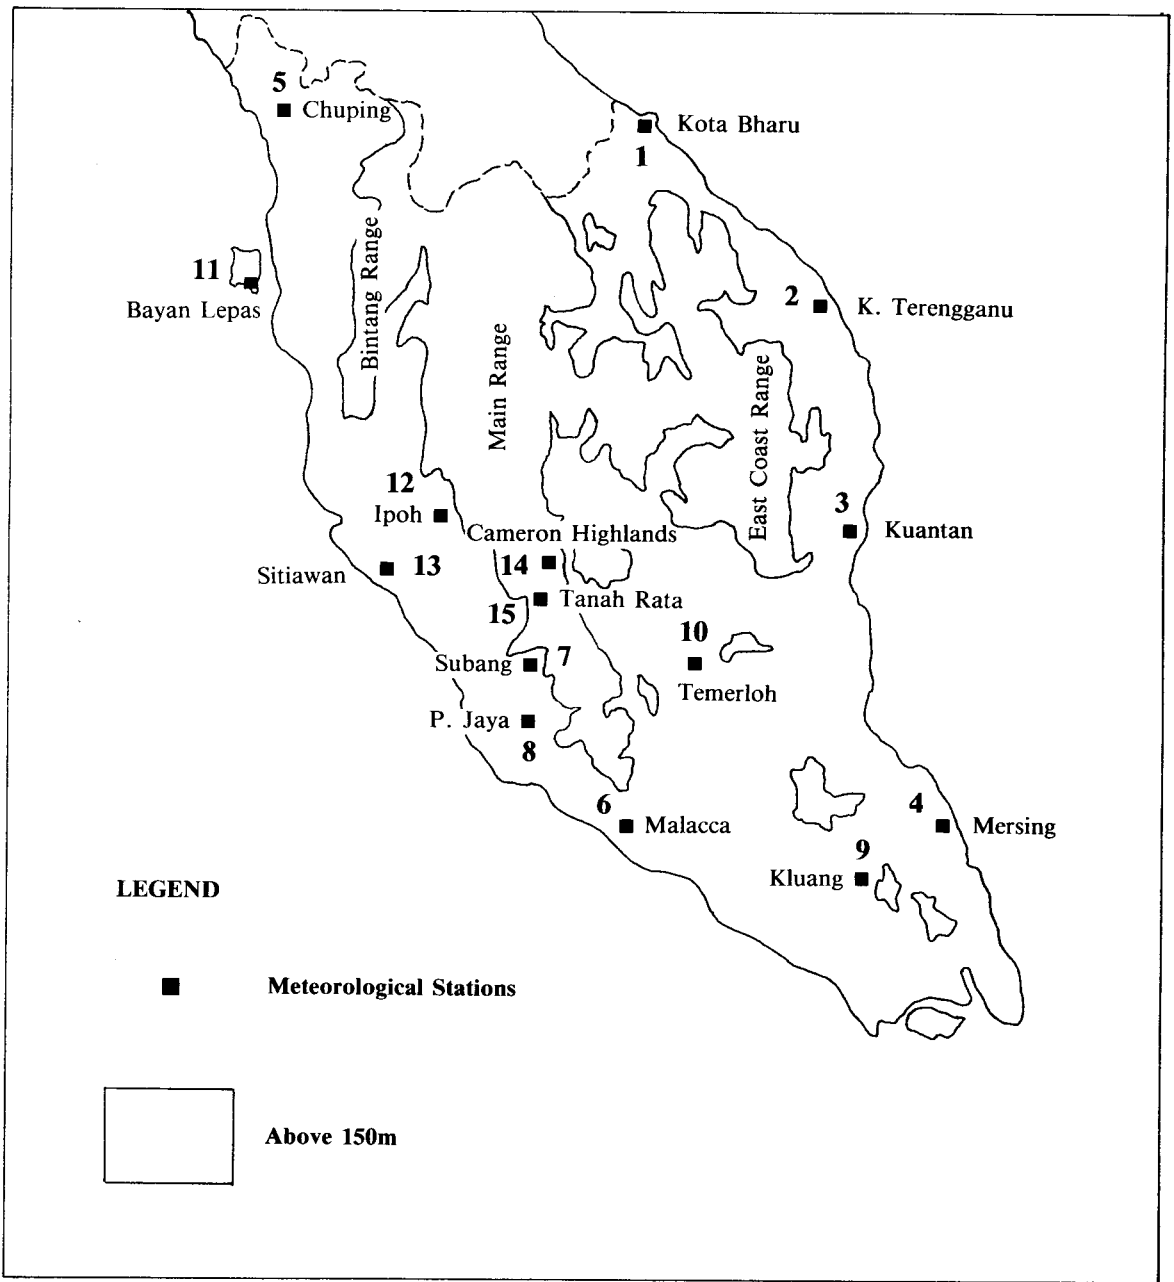 5
Chuping
Kota Bharu
1
11
Bayan Lepas
Bintang Range
Main Range
2
K. Terengganu
East Coast Range
12
Ipoh
3
Kuantan
Cameron Highlands
14
Sitiawan
13
15
Tanah Rata
10
Temerloh
Subang
7
P. Jaya
8
6
Malacca
4
Mersing
9
Kluang
LEGEND
Meteorological Stations
Above 150m